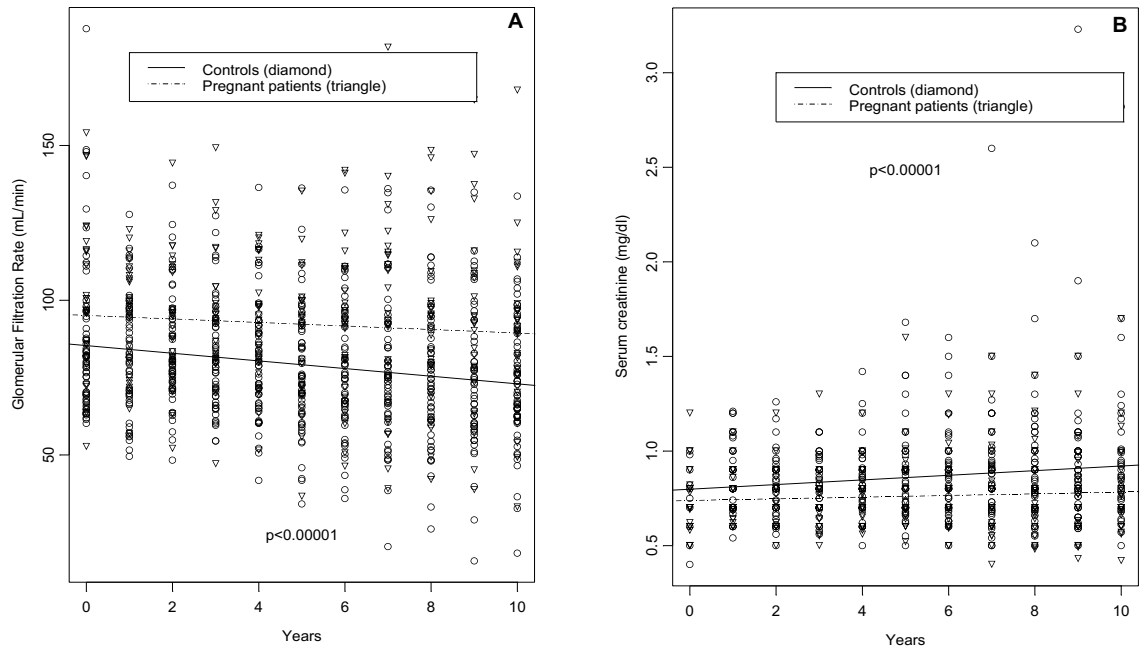 A
Controls (diamond)
Pregnant patients (triangle)
Glomerular Filtration Rate (mL/min)
150
100
50
p<0.00001
0 2 4 6 8 10
Years
B
Controls (diamond)
Pregnant patients (triangle)
p<0.00001
Serum creatinine (mg/dl)
3.0
2.5
2.0
1.5
1.0
0.5
0 2 4 6 8 10
Years